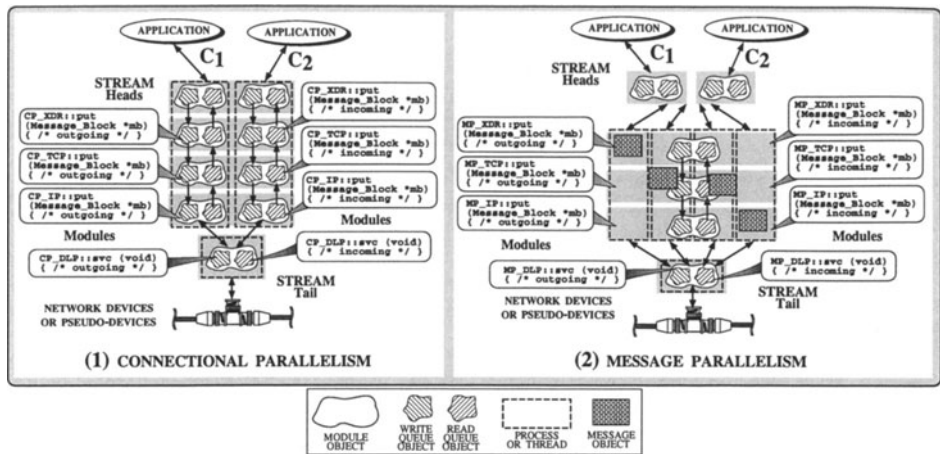 APPLICATION
APPLICATION
C1
C2
STREAM
Heads
CP_XDR::put
(Message_Block *mb)
{ /* outgoing */ }
CP_XDR::put
(Message_Block *mb)
{ /* incoming */ }
CP_TCP::put
(Message_Block *mb)
{ /* outgoing */ }
CP_TCP::put
(Message_Block *mb)
{ /* incoming */ }
CP_IP::put
(Message_Block *mb)
{ /* outgoing */ }
CP_IP::put
(Message_Block *mb)
{ /* incoming */ }
Modules
Modules
CP_DLP::svc (void)
{ /* outgoing */ }
CP_DLP::svc (void)
{ /* incoming */ }
STREAM
Tail
NETWORK DEVICES
OR PSEUDO-DEVICES
(1) CONNECTIONAL PARALLELISM
APPLICATION
APPLICATION
C1
C2
STREAM
Heads
MP_XDR::put
(Message_Block *mb)
{ /* outgoing */ }
MP_XDR::put
(Message_Block *mb)
{ /* incoming */ }
MP_TCP::put
(Message_Block *mb)
{ /* outgoing */ }
MP_TCP::put
(Message_Block *mb)
{ /* incoming */ }
MP_IP::put
(Message_Block *mb)
{ /* outgoing */ }
MP_IP::put
(Message_Block *mb)
{ /* incoming */ }
Modules
Modules
MP_DLP::svc (void)
{ /* outgoing */ }
MP_DLP::svc (void)
{ /* incoming */ }
STREAM
Tail
NETWORK DEVICES
OR PSEUDO-DEVICES
(2) MESSAGE PARALLELISM
MODULE
OBJECT
WRITE
QUEUE
OBJECT
READ
QUEUE
OBJECT
PROCESS
OR THREAD
MESSAGE
OBJECT